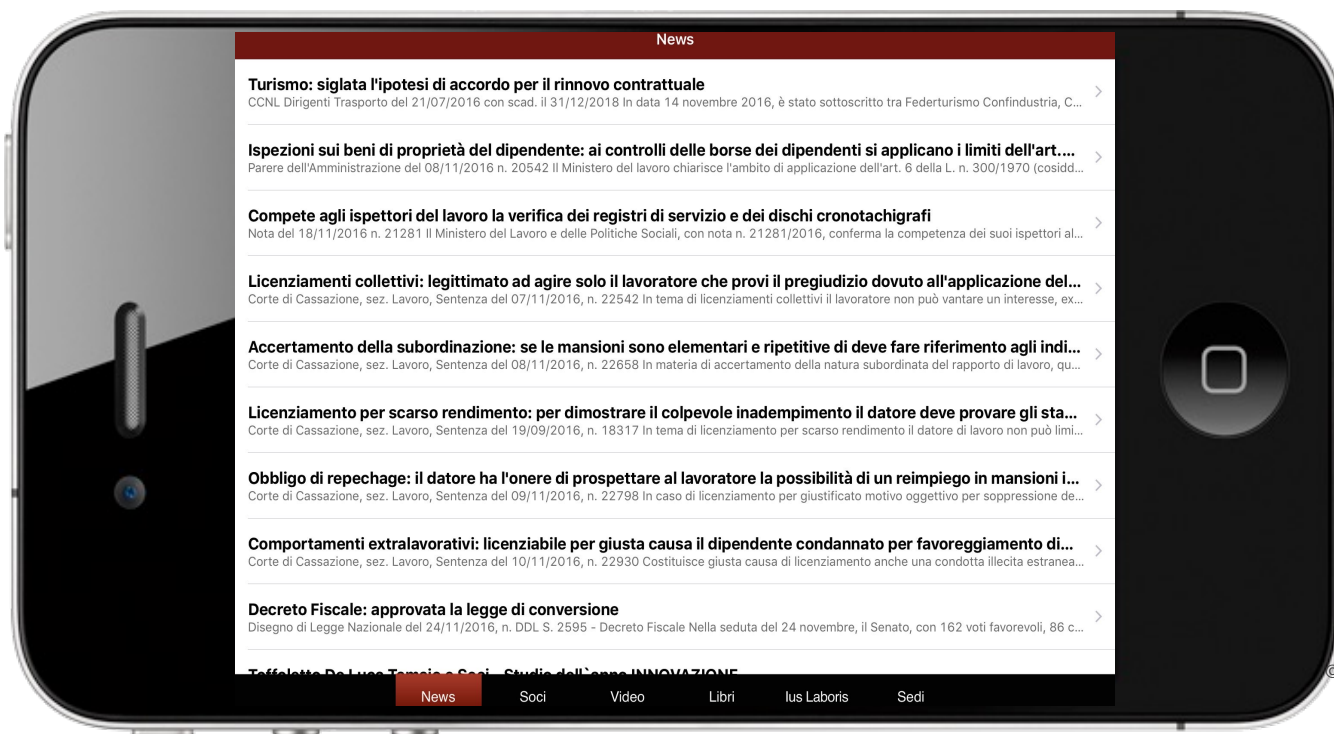 News
Turismo: siglata l'ipotesi di accordo per il rinnovo contrattuale
CCNL Dirigenti Trasporto del 21/07/2016 con scad. il 31/12/2018 In data 14 novembre 2016, è stato sottoscritto tra Federturismo Confindustria, C...
Ispezioni sui beni di proprietà del dipendente: ai controlli delle borse dei dipendenti si applicano i limiti dell'art....
Parere dell'Amministrazione del 08/11/2016 n. 20542 Il Ministero del lavoro chiarisce l'ambito di applicazione dell'art. 6 della L. n. 300/1970 (cosidd...
Compete agli ispettori del lavoro la verifica dei registri di servizio e dei dischi cronotachigrafi
Nota del 18/11/2016 n. 21281 Il Ministero del Lavoro e delle Politiche Sociali, con nota n. 21281/2016, conferma la competenza dei suoi ispettori al...
Licenziamenti collettivi: legittimato ad agire solo il lavoratore che provi il pregiudizio dovuto all'applicazione del...
Corte di Cassazione, sez. Lavoro, Sentenza del 07/11/2016, n. 22542 In tema di licenziamenti collettivi il lavoratore non può vantare un interesse, ex...
Accertamento della subordinazione: se le mansioni sono elementari e ripetitive di deve fare riferimento agli indi...
Corte di Cassazione, sez. Lavoro, Sentenza del 08/11/2016, n. 22658 In materia di accertamento della natura subordinata del rapporto di lavoro, qu...
Licenziamento per scarso rendimento: per dimostrare il colpevole inadempimento il datore deve provare gli sta...
Corte di Cassazione, sez. Lavoro, Sentenza del 19/09/2016, n. 18317 In tema di licenziamento per scarso rendimento il datore di lavoro non può limi...
Obbligo di repechage: il datore ha l'onere di prospettare al lavoratore la possibilità di un reimpiego in mansioni i...
Corte di Cassazione, sez. Lavoro, Sentenza del 09/11/2016, n. 22798 In caso di licenziamento per giustificato motivo oggettivo per soppressione de...
Comportamenti extralavorativi: licenziabile per giusta causa il dipendente condannato per favoreggiamento di...
Corte di Cassazione, sez. Lavoro, Sentenza del 10/11/2016, n. 22930 Costituisce giusta causa di licenziamento anche una condotta illecita estranea...
Decreto Fiscale: approvata la legge di conversione
Disegno di Legge Nazionale del 24/11/2016, n. DDL S. 2595 - Decreto Fiscale Nella seduta del 24 novembre, il Senato, con 162 voti favorevoli, 86 c...
Toffoletto De Luca Tamajo e Soci - Studio dell`anno INNOVAZIONE
News Soci Video Libri Ius Laboris Sedi